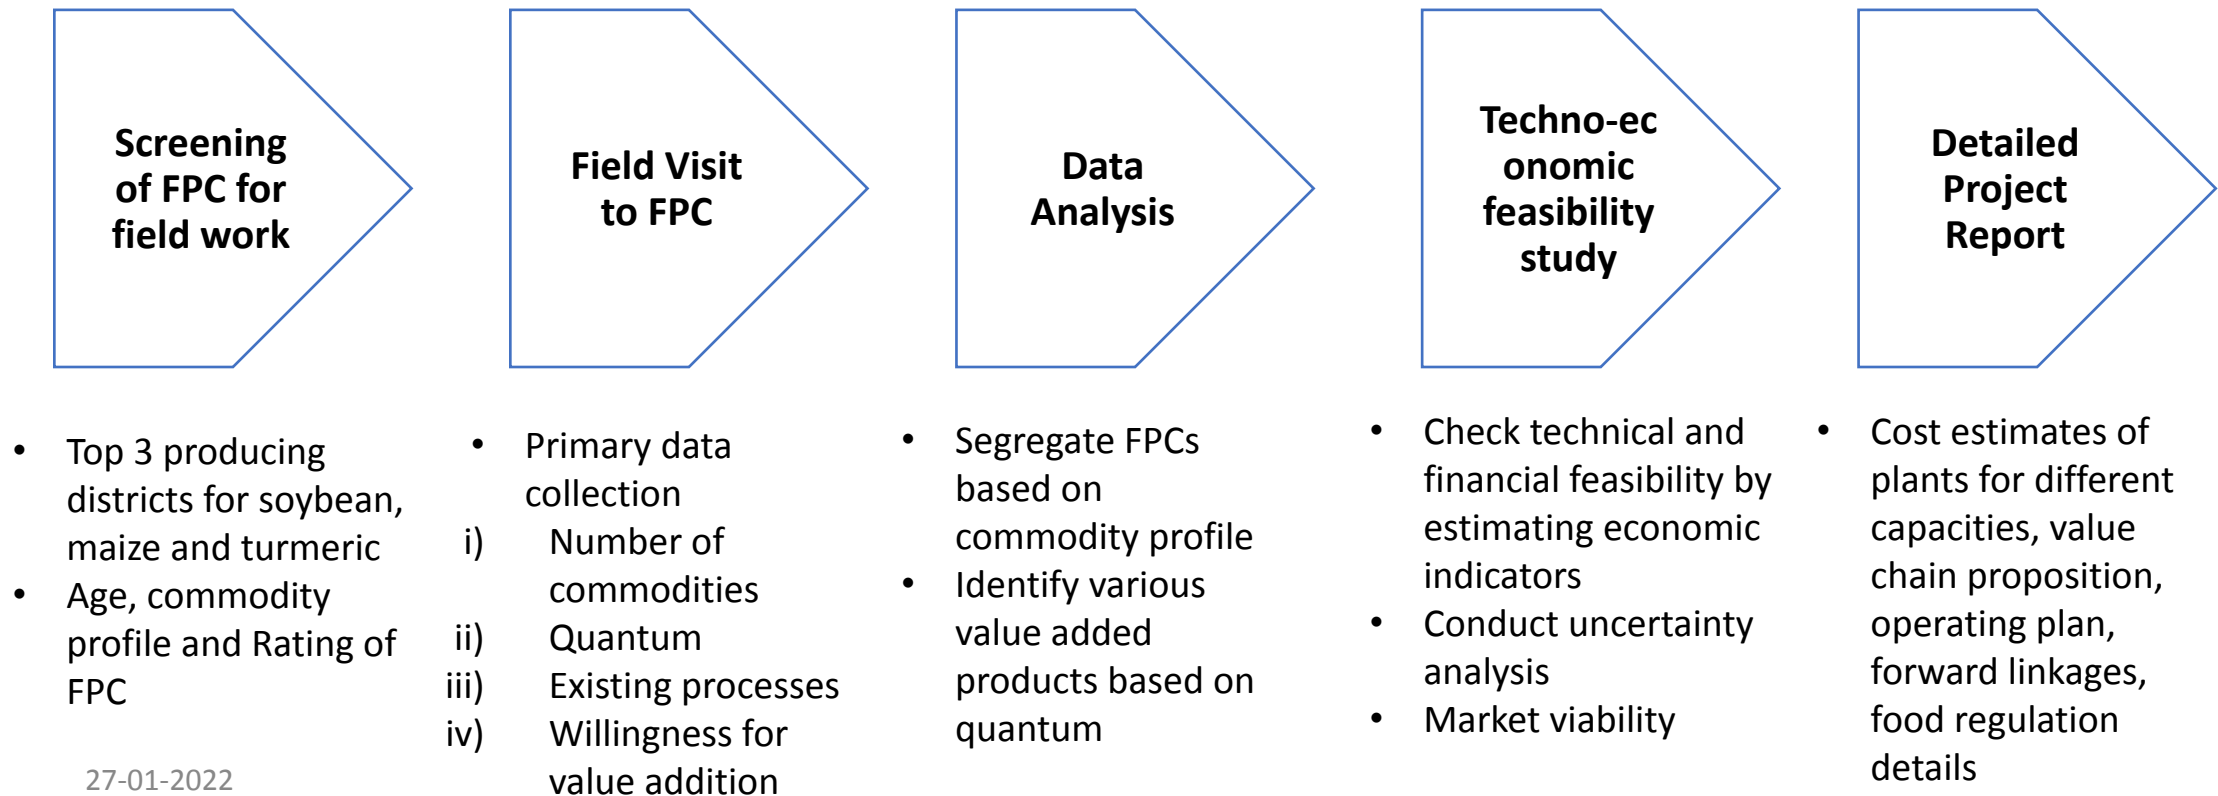 Screening
of FPC for
field work
Field Visit
to FPC
Data
Analysis
Techno-ec
onomic
feasibility
study
Detailed
Project
Report
• Top 3 producing
districts for soybean,
maize and turmeric
• Age, commodity
profile and Rating of
FPC
• Primary data
collection
i) Number of
commodities
ii) Quantum
iii) Existing processes
iv) Willingness for
value addition
• Segregate FPCs
based on
commodity profile
• Identify various
value added
products based on
quantum
• Check technical and
financial feasibility by
estimating economic
indicators
• Conduct uncertainty
analysis
• Market viability
• Cost estimates of
plants for different
capacities, value
chain proposition,
operating plan,
forward linkages,
food regulation
details
27-01-2022